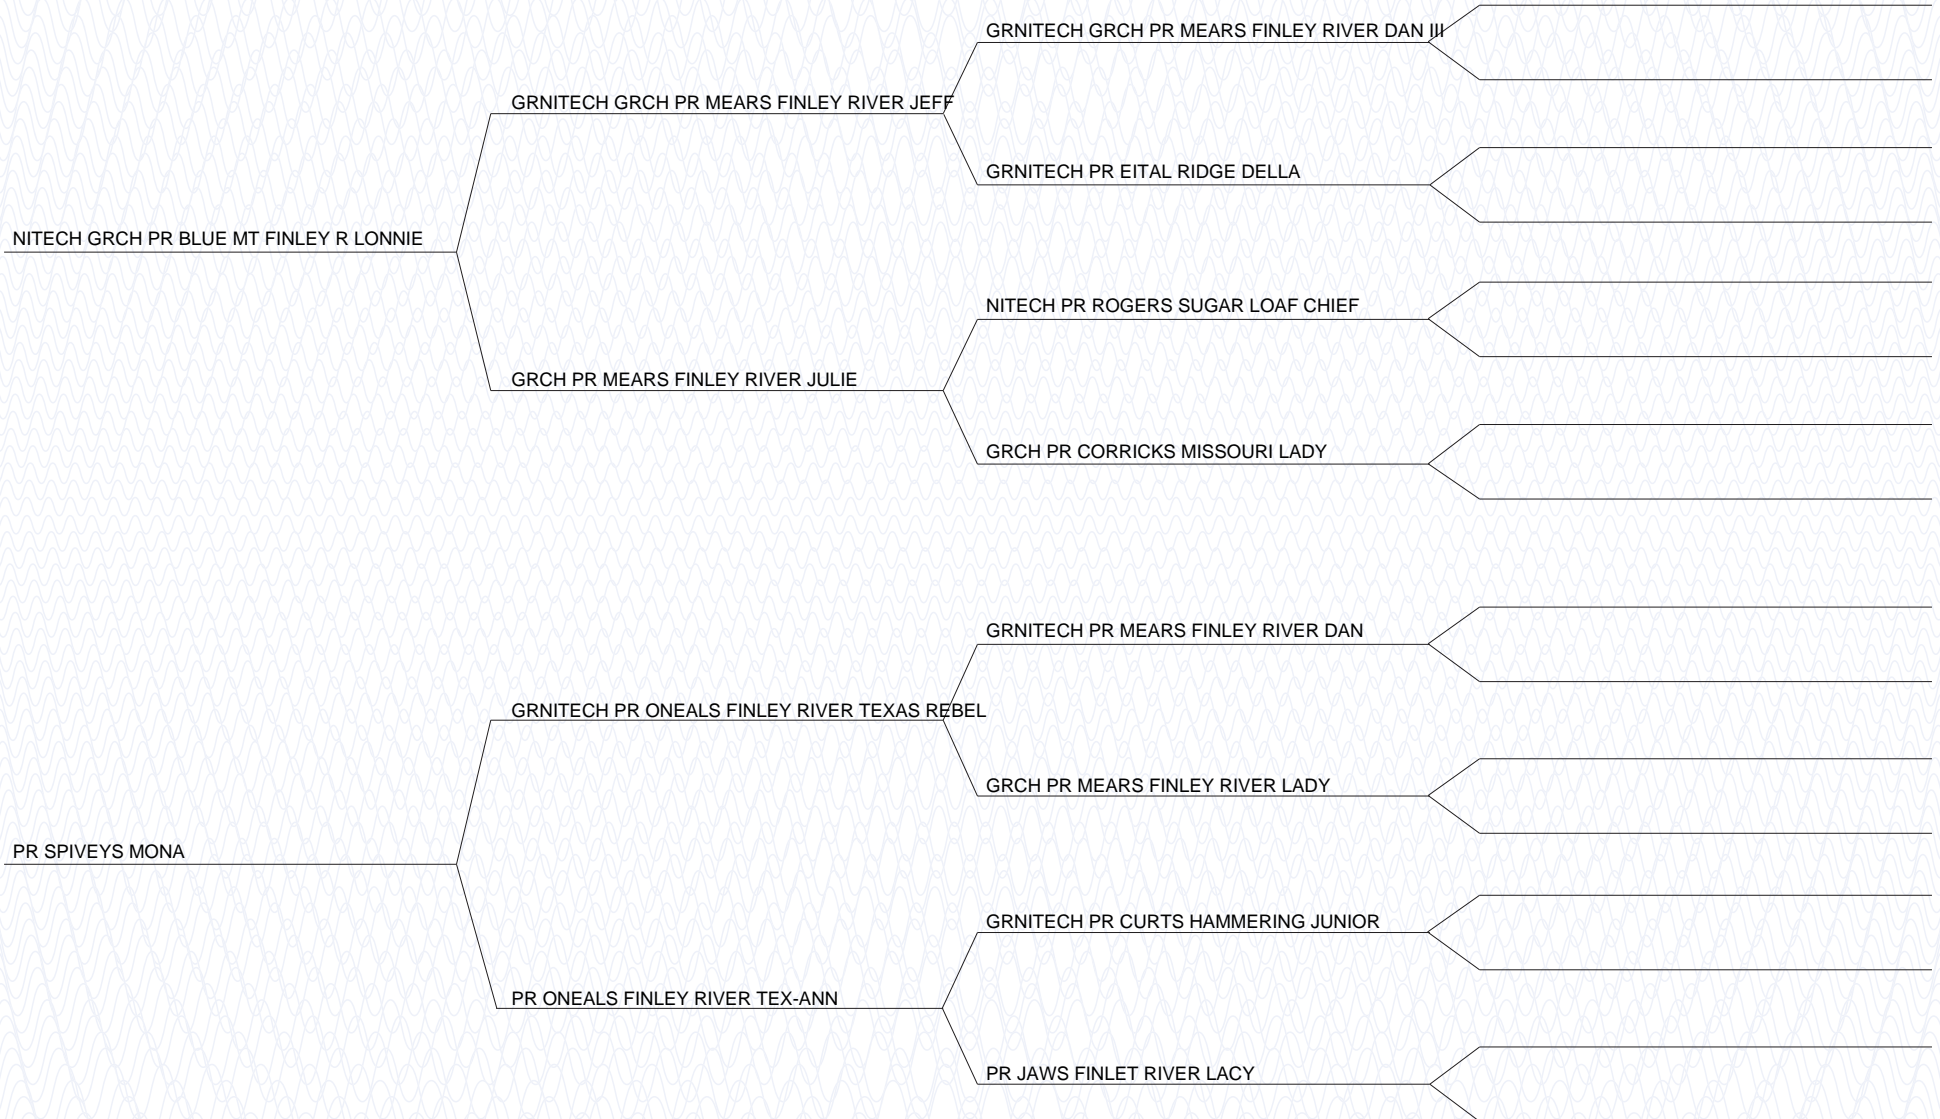 GRNITECH GRCH PR MEARS FINLEY RIVER DAN III
GRNITECH GRCH PR MEARS FINLEY RIVER JEFF
GRNITECH PR EITAL RIDGE DELLA
NITECH GRCH PR BLUE MT FINLEY R LONNIE
NITECH PR ROGERS SUGAR LOAF CHIEF
GRCH PR MEARS FINLEY RIVER JULIE
GRCH PR CORRICKS MISSOURI LADY
GRNITECH PR MEARS FINLEY RIVER DAN
GRNITECH PR ONEALS FINLEY RIVER TEXAS REBEL
GRCH PR MEARS FINLEY RIVER LADY
PR SPIVEYS MONA
GRNITECH PR CURTS HAMMERING JUNIOR
PR ONEALS FINLEY RIVER TEX-ANN
PR JAWS FINLET RIVER LACY